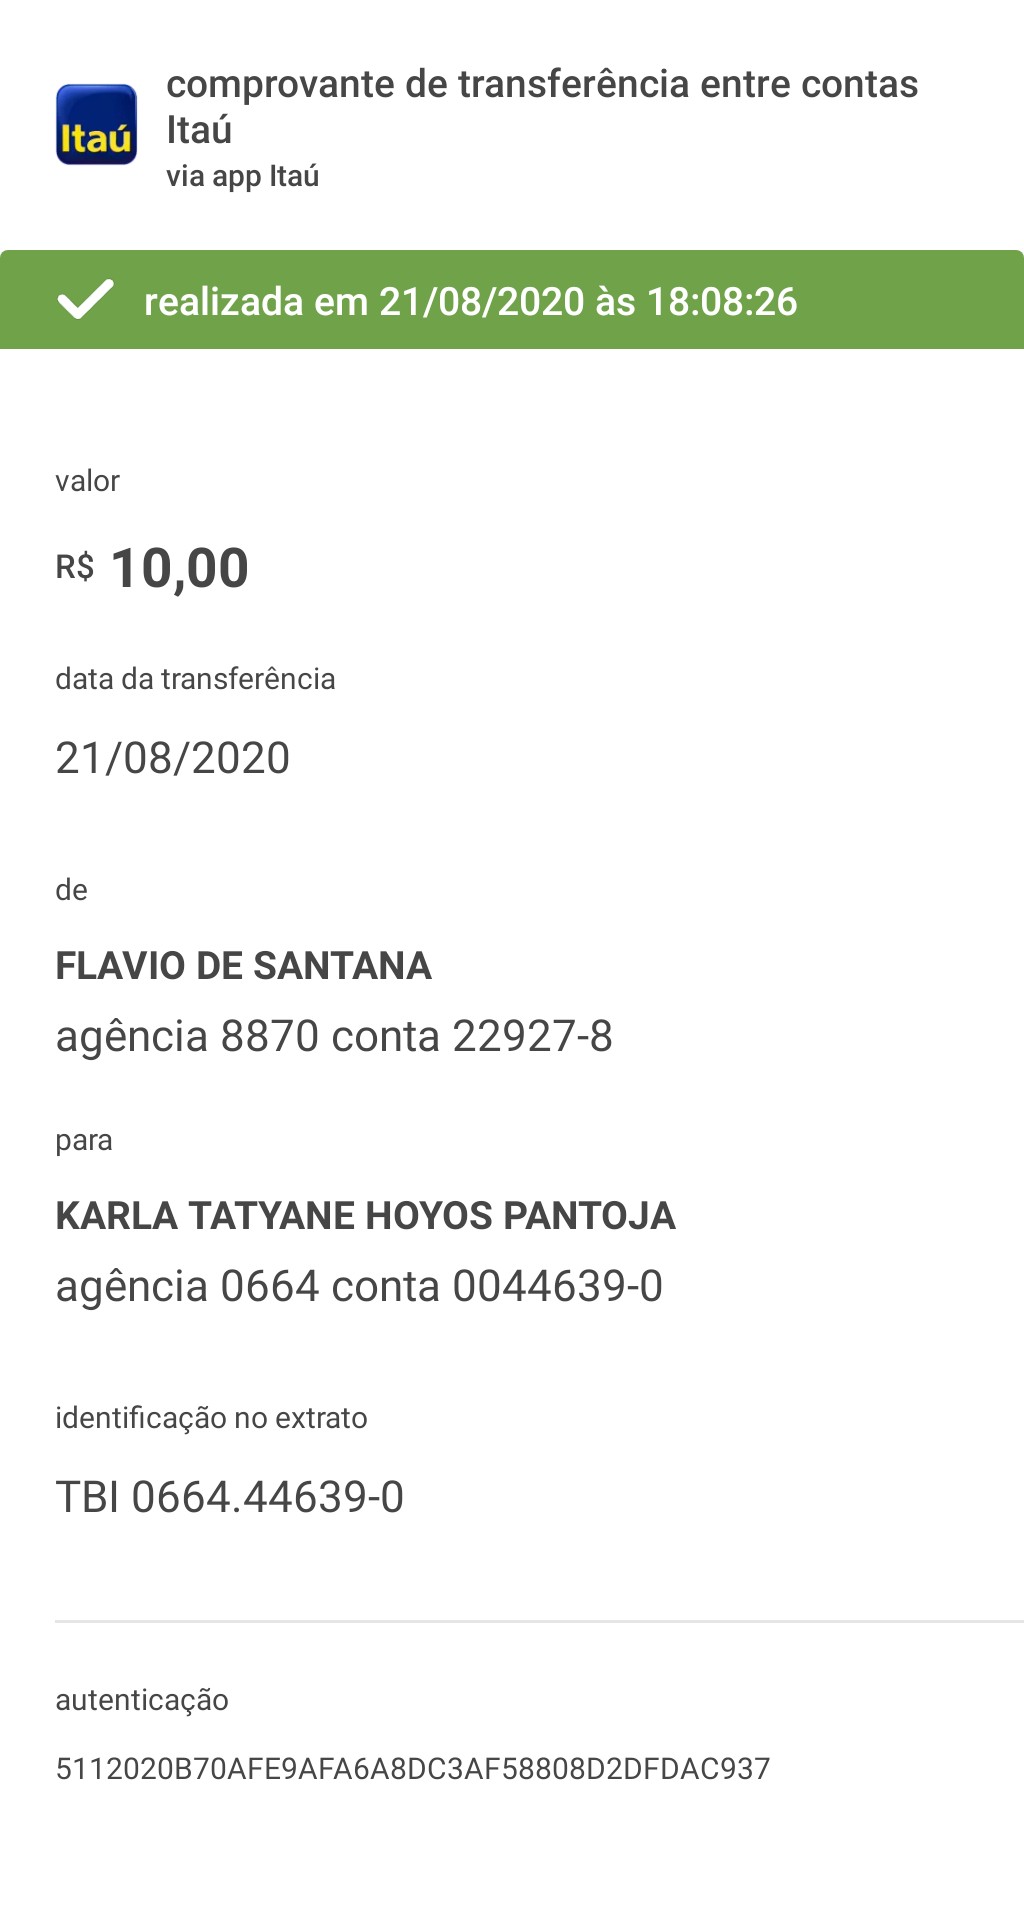 Itaú
comprovante de transferência entre contas
Itaú
via app Itaú
realizada em 21/08/2020 às 18:08:26
valor
R$ 10,00
data da transferência
21/08/2020
de
FLAVIO DE SANTANA
agência 8870 conta 22927-8
para
KARLA TATYANE HOYOS PANTOJA
agência 0664 conta 0044639-0
identificação no extrato
TBI 0664.44639-0
autenticação
5112020B70AFE9AFA6A8DC3AF58808D2DFDAC937